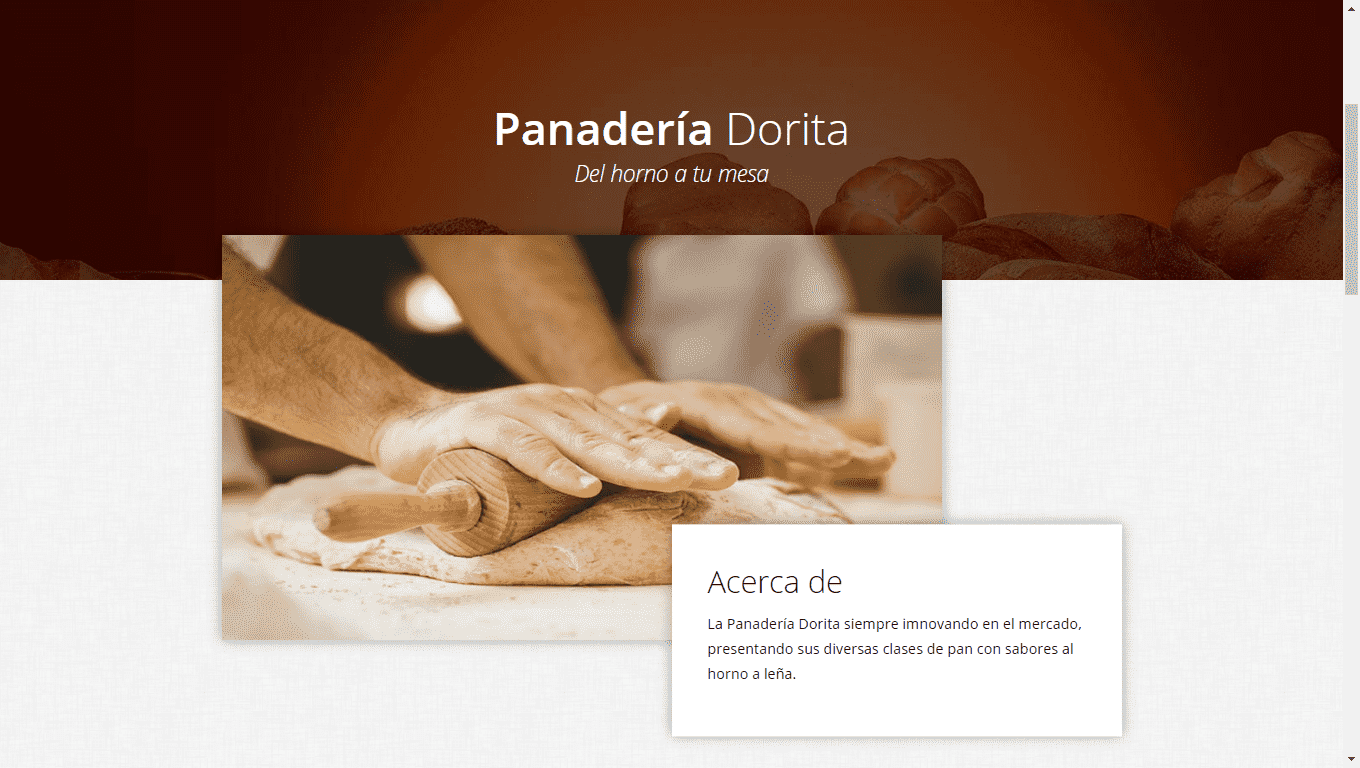 Panadería Dorita
Del horno a tu mesa
Acerca de
La Panadería Dorita siempre imnovando en el mercado,
presentando sus diversas clases de pan con sabores al
horno a leña.